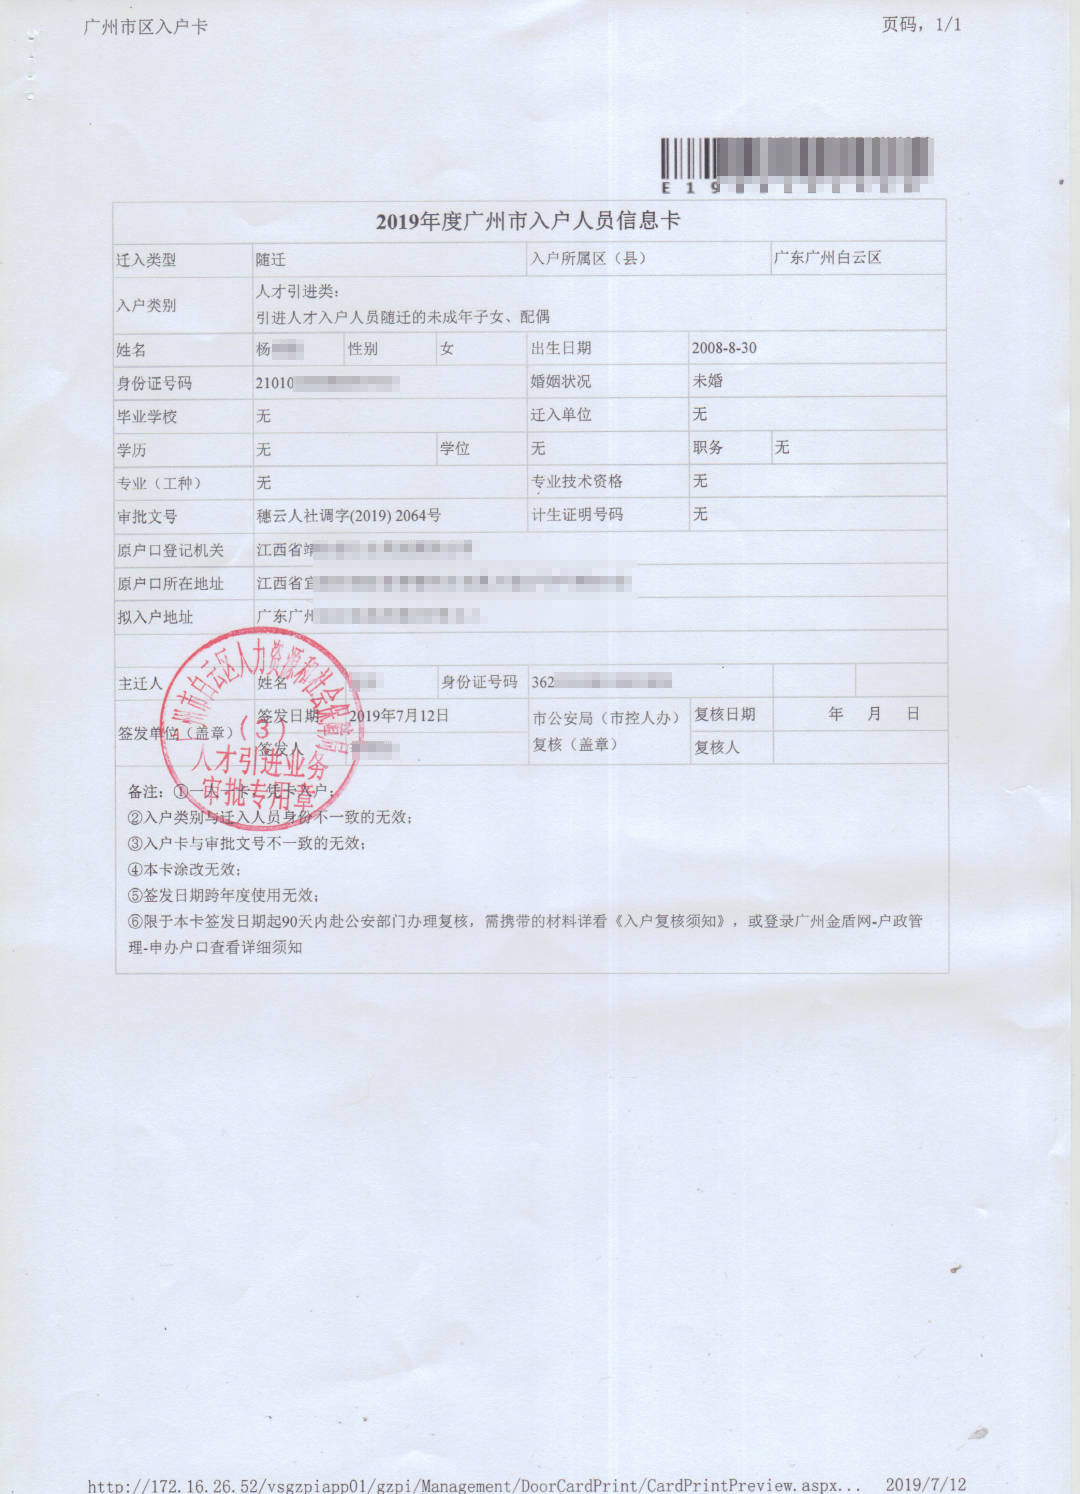 广州市区入户卡 页码，1/1
E 1 9
2019年度广州市入户人员信息卡
迁入类型 随迁 入户所属区（县） 广东广州白云区
入户类别 人才引进类：
引进人才入户人员随迁的未成年子女、配偶
姓名 杨 性别 女 出生日期 2008-8-30
身份证号码 21010 婚姻状况 未婚
毕业学校 无 迁入单位 无
学历 无 学位 无 职务 无
专业（工种） 无 专业技术资格 无
审批文号 穗云人社调字(2019) 2064号 计生证明号码 无
原户口登记机关 江西省靖
原户口所在地址 江西省宜
拟入户地址 广东广州
主迁人 姓名 身份证号码 362
签发单位（盖章） 签发日期 2019年7月12日 市公安局（市控人办）复核（盖章） 复核日期 年 月 日
签发人 复核人
广州市白云区人力资源和社会保障局
（3）
人才引进业务
审批专用章
备注：①一人一卡，凭卡入户；
②入户类别与迁入人员身份不一致的无效；
③入户卡与审批文号不一致的无效；
④本卡涂改无效；
⑤签发日期跨年度使用无效；
⑥限于本卡签发日期起90天内赴公安部门办理复核，需携带的材料详看《入户复核须知》，或登录广州金盾网-户政管
理-申办户口查看详细须知
http://172.16.26.52/vsgzpiapp01/gzpi/Management/DoorCardPrint/CardPrintPreview.aspx... 2019/7/12